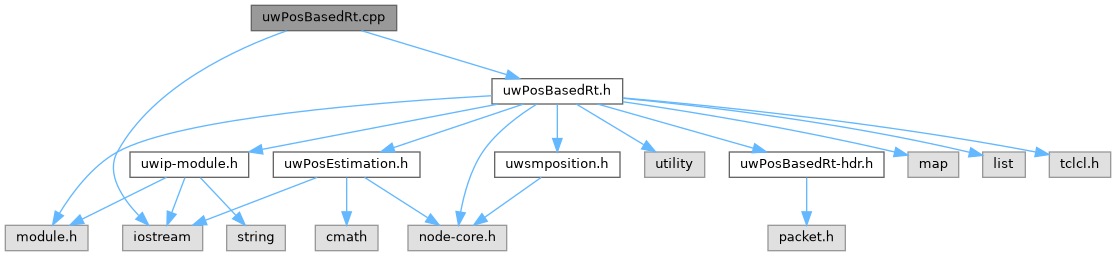 uwPosBasedRt.cpp
uwPosBasedRt.h
uwip-module.h
uwPosEstimation.h
uwsmposition.h
utility
uwPosBasedRt-hdr.h
map
list
tclcl.h
module.h
iostream
string
cmath
node-core.h
packet.h